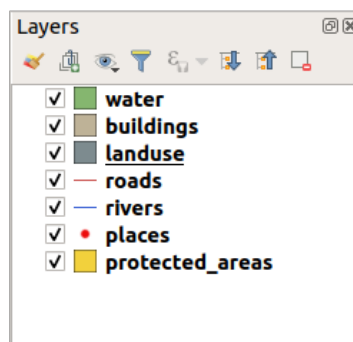 Layers
water
buildings
landuse
roads
rivers
places
protected_areas